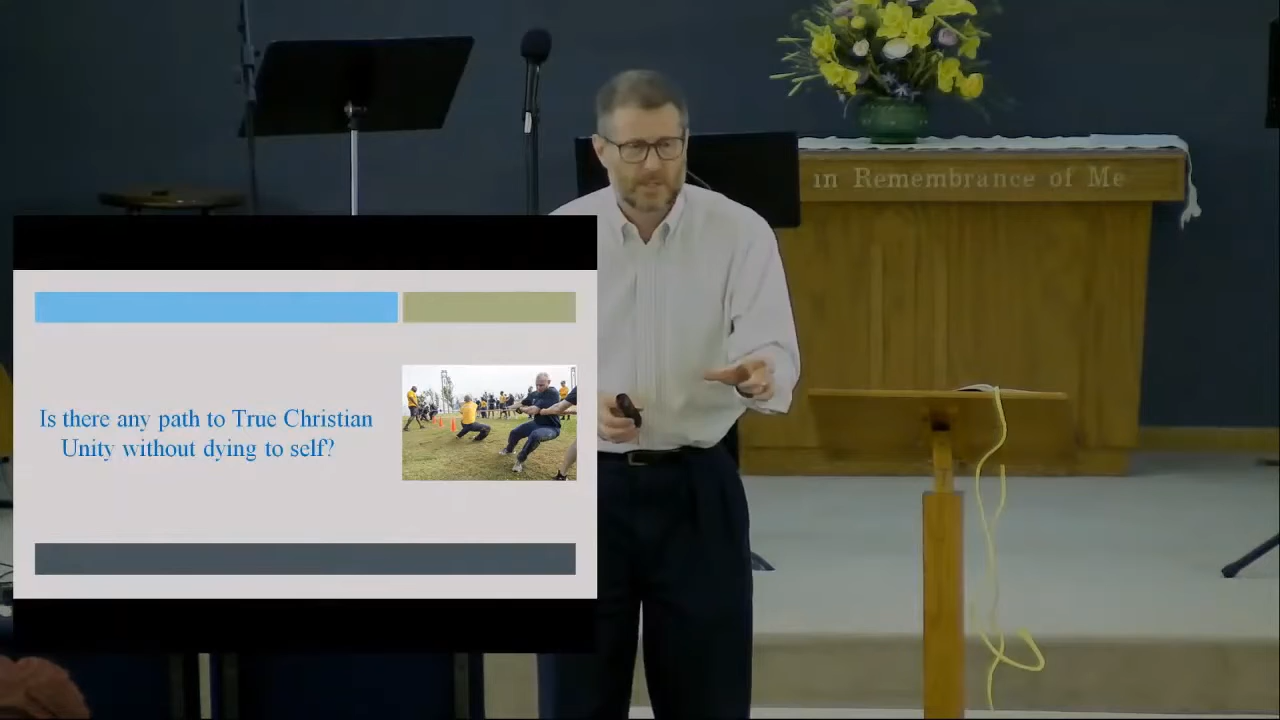 in Remembrance of Me
Is there any path to True Christian
Unity without dying to self?